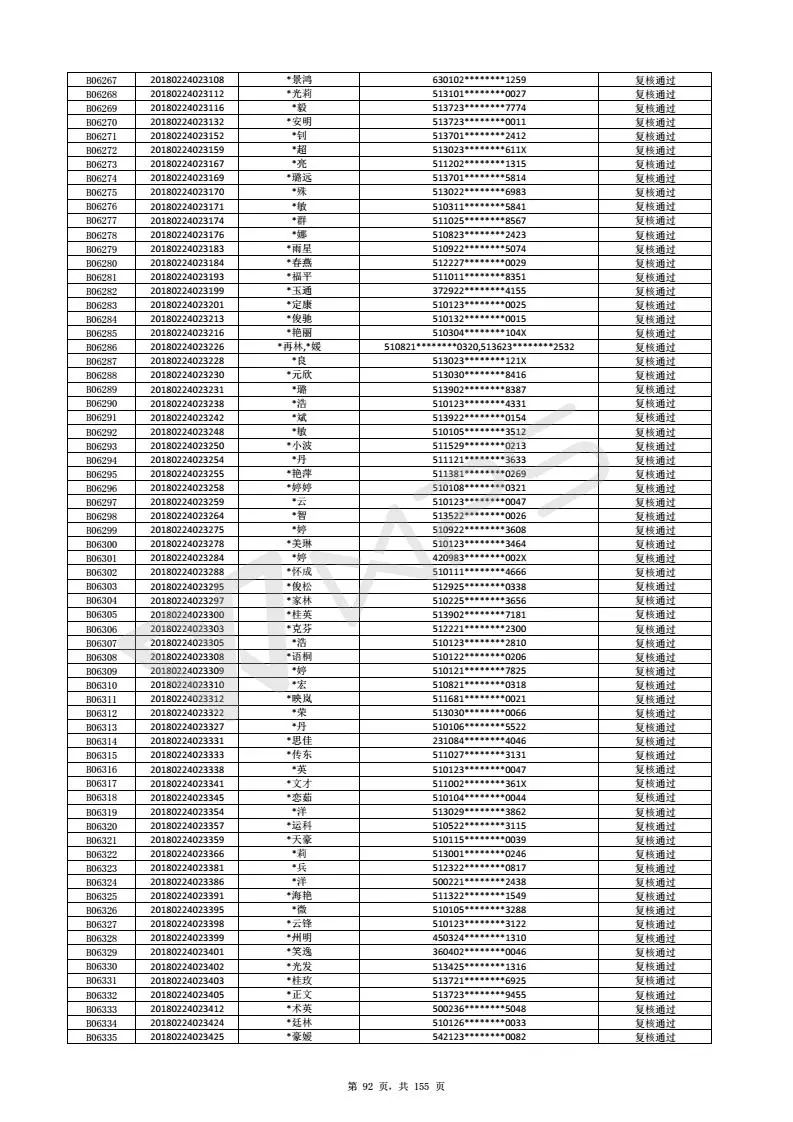 B06267 20180224023108 *景鸿 630102********1259 复核通过
B06268 20180224023112 *光莉 513101********0027 复核通过
B06269 20180224023116 *毅 513723********7774 复核通过
B06270 20180224023132 *安明 513723********0011 复核通过
B06271 20180224023152 *钊 513701********2412 复核通过
B06272 20180224023159 *超 513023********611X 复核通过
B06273 20180224023167 *亮 511202********1315 复核通过
B06274 20180224023169 *璐远 513701********5814 复核通过
B06275 20180224023170 *殊 513022********6983 复核通过
B06276 20180224023171 *敏 510311********5841 复核通过
B06277 20180224023174 *群 511025********8567 复核通过
B06278 20180224023176 *娜 510823********2423 复核通过
B06279 20180224023183 *雨星 510922********5074 复核通过
B06280 20180224023184 *春燕 512227********0029 复核通过
B06281 20180224023193 *福平 511011********8351 复核通过
B06282 20180224023199 *玉通 372922********4155 复核通过
B06283 20180224023201 *定康 510123********0025 复核通过
B06284 20180224023213 *俊驰 510132********0015 复核通过
B06285 20180224023216 *艳丽 510304********104X 复核通过
B06286 20180224023226 *再林,*媛 510821********0320,513623********2532 复核通过
B06287 20180224023228 *良 513023********121X 复核通过
B06288 20180224023230 *元欣 513030********8416 复核通过
B06289 20180224023231 *璐 513902********8387 复核通过
B06290 20180224023238 *浩 510123********4331 复核通过
B06291 20180224023242 *斌 513922********0154 复核通过
B06292 20180224023248 *敏 510105********3512 复核通过
B06293 20180224023250 *小波 511529********0213 复核通过
B06294 20180224023254 *丹 511121********3633 复核通过
B06295 20180224023255 *艳萍 511381********0269 复核通过
B06296 20180224023258 *婷婷 510108********0321 复核通过
B06297 20180224023259 *云 510123********0047 复核通过
B06298 20180224023264 *智 513522********0026 复核通过
B06299 20180224023275 *婷 510922********3608 复核通过
B06300 20180224023278 *美琳 510123********3464 复核通过
B06301 20180224023284 *婷 420983********002X 复核通过
B06302 20180224023288 *怀成 510111********4666 复核通过
B06303 20180224023295 *俊松 512925********0338 复核通过
B06304 20180224023297 *家林 510225********3656 复核通过
B06305 20180224023300 *桂英 513902********7181 复核通过
B06306 20180224023303 *克芬 512221********2300 复核通过
B06307 20180224023305 *浩 510123********2810 复核通过
B06308 20180224023308 *语桐 510122********0206 复核通过
B06309 20180224023309 *婷 510121********7825 复核通过
B06310 20180224023310 *宏 510821********0318 复核通过
B06311 20180224023312 *映岚 511681********0021 复核通过
B06312 20180224023322 *荣 513030********0066 复核通过
B06313 20180224023327 *丹 510106********5522 复核通过
B06314 20180224023331 *思佳 231084********4046 复核通过
B06315 20180224023333 *传东 511027********3131 复核通过
B06316 20180224023338 *英 510123********0047 复核通过
B06317 20180224023341 *文才 511002********361X 复核通过
B06318 20180224023345 *恋茹 510104********0044 复核通过
B06319 20180224023354 *洋 513029********3862 复核通过
B06320 20180224023357 *运科 510522********3115 复核通过
B06321 20180224023359 *天豪 510115********0039 复核通过
B06322 20180224023366 *莉 513001********0246 复核通过
B06323 20180224023381 *兵 512322********0817 复核通过
B06324 20180224023386 *洋 500221********2438 复核通过
B06325 20180224023391 *海艳 511322********1549 复核通过
B06326 20180224023395 *微 510105********3288 复核通过
B06327 20180224023398 *云锋 510123********3122 复核通过
B06328 20180224023399 *州明 450324********1310 复核通过
B06329 20180224023401 *笑逸 360402********0046 复核通过
B06330 20180224023402 *光发 513425********1316 复核通过
B06331 20180224023403 *桂玫 513721********6925 复核通过
B06332 20180224023405 *正文 513723********9455 复核通过
B06333 20180224023412 *术英 500236********5048 复核通过
B06334 20180224023424 *廷林 510126********0033 复核通过
B06335 20180224023425 *豪媛 542123********0082 复核通过
第 92 页，共 155 页